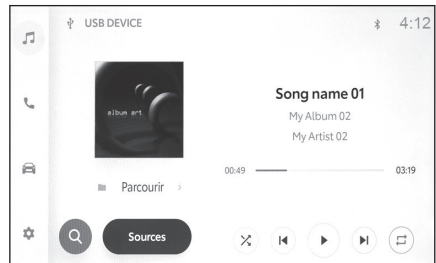 USB DEVICE
4:12
album art
Song name 01
My Album 02
My Artist 02
00:49
03:19
Parcourir
Sources